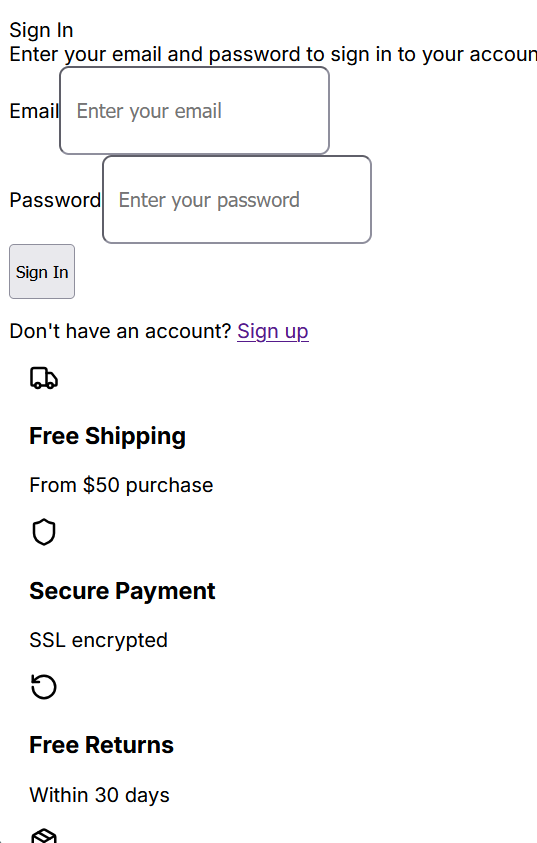 Sign In
Enter your email and password to sign in to your accoun
Email Enter your email
Password Enter your password
Sign In
Don't have an account? Sign up
Free Shipping
From $50 purchase
Secure Payment
SSL encrypted
Free Returns
Within 30 days